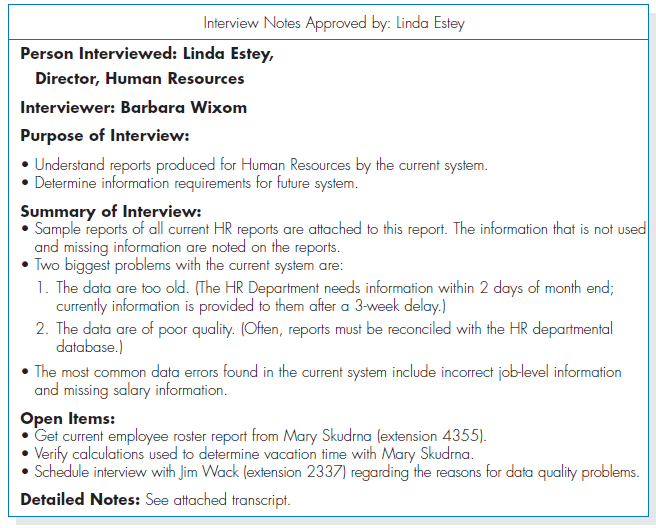 Interview Notes Approved by: Linda Estey
Person Interviewed: Linda Estey,
Director, Human Resources
Interviewer: Barbara Wixom
Purpose of Interview:
• Understand reports produced for Human Resources by the current system.
• Determine information requirements for future system.
Summary of Interview:
• Sample reports of all current HR reports are attached to this report. The information that is not used
and missing information are noted on the reports.
• Two biggest problems with the current system are:
1. The data are too old. (The HR Department needs information within 2 days of month end;
currently information is provided to them after a 3-week delay.)
2. The data are of poor quality. (Often, reports must be reconciled with the HR departmental
database.)
• The most common data errors found in the current system include incorrect job-level information
and missing salary information.
Open Items:
• Get current employee roster report from Mary Skudrna (extension 4355).
• Verify calculations used to determine vacation time with Mary Skudrna.
• Schedule interview with Jim Wack (extension 2337) regarding the reasons for data quality problems.
Detailed Notes: See attached transcript.